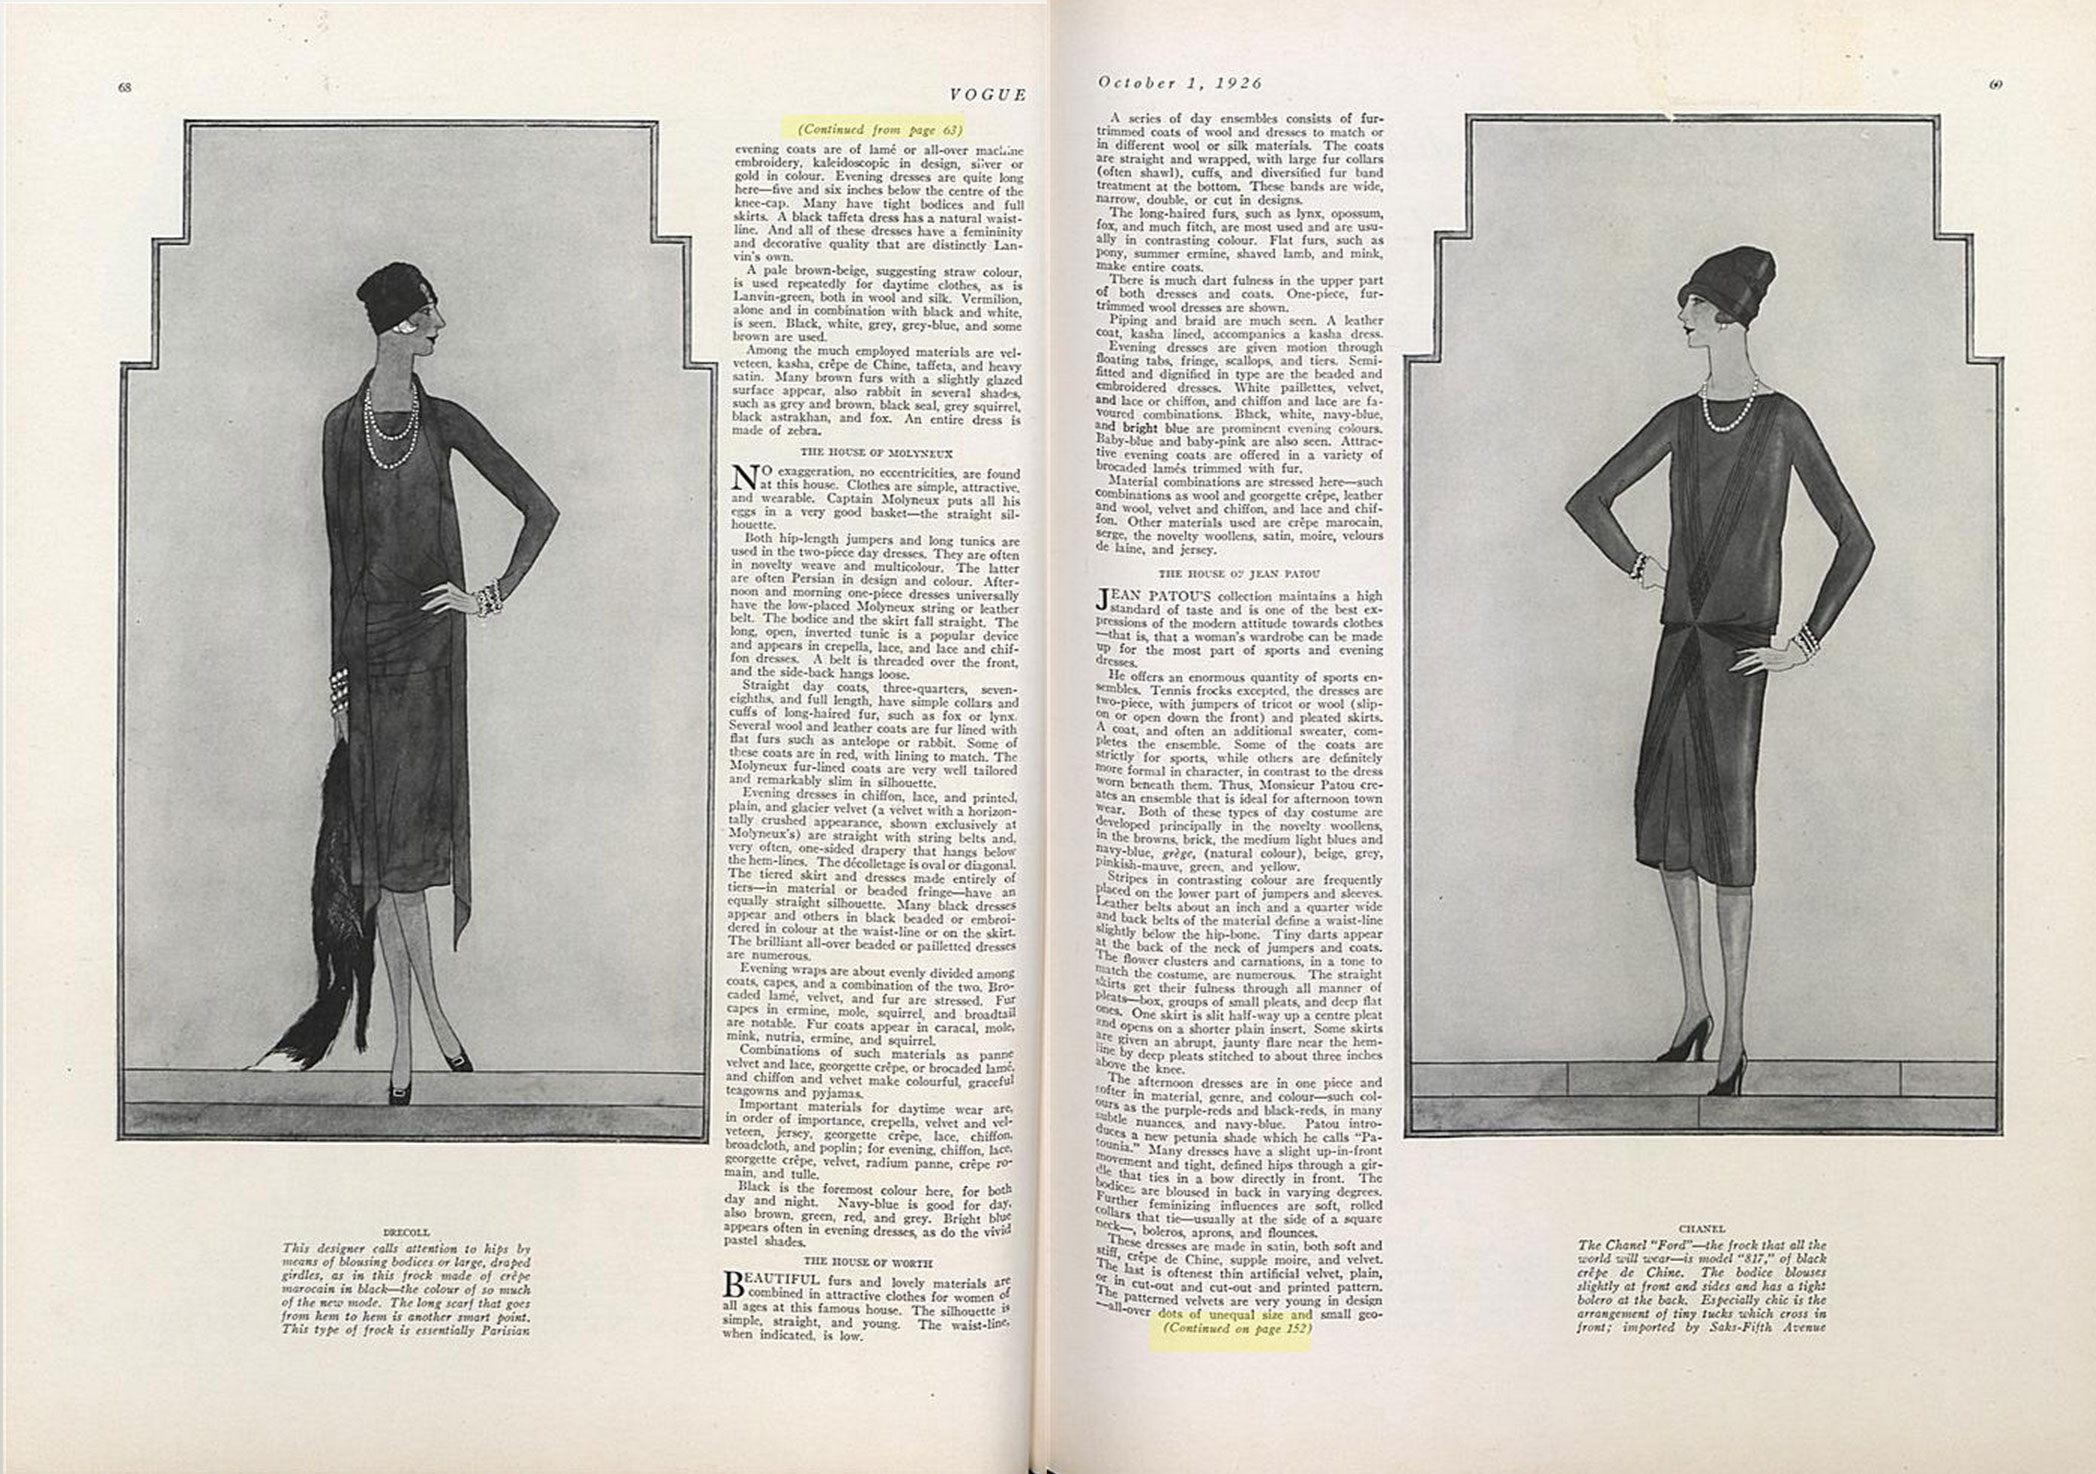 68
VOGUE
(Continued from page 63)
evening coats are of lamé or all-over machine
embroidery, kaleidoscopic in design, silver or
gold in colour. Evening dresses are quite long
here—five and six inches below the centre of the
knee-cap. Many have tight bodices and full
skirts. A black taffeta dress has a natural waist-
line. And all of these dresses have a femininity
and decorative quality that are distinctly Lan-
vin's own.
A pale brown-beige, suggesting straw colour,
is used repeatedly for daytime clothes, as is
Lanvin-green, both in wool and silk. Vermilion,
alone and in combination with black and white,
is seen. Black, white, grey, grey-blue, and some
brown are used.
Among the much employed materials are vel-
veteen, kasha, crêpe de Chine, taffeta, and heavy
satin. Many brown furs with a slightly glazed
surface appear, also rabbit in several shades,
such as grey and brown, black seal, grey squirrel,
black astrakhan, and fox. An entire dress is
made of zebra.
THE HOUSE OF MOLYNEUX
NO exaggeration, no eccentricities, are found
at this house. Clothes are simple, attractive,
and wearable. Captain Molyneux puts all his
eggs in a very good basket—the straight sil-
houette.
Both hip-length jumpers and long tunics are
used in the two-piece day dresses. They are often
in novelty weave and multicolour. The latter
are often Persian in design and colour. After-
noon and morning one-piece dresses universally
have the low-placed Molyneux string or leather
belt. The bodice and the skirt fall straight. The
long, open, inverted tunic is a popular device
and appears in crepella, lace, and lace and chif-
fon dresses. A belt is threaded over the front,
and the side-back hangs loose.
Straight day coats, three-quarters, seven-
eighths, and full length, have simple collars and
cuffs of long-haired fur, such as fox or lynx.
Several wool and leather coats are fur lined with
flat furs such as antelope or rabbit. Some of
these coats are in red, with lining to match. The
Molyneux fur-lined coats are very well tailored
and remarkably slim in silhouette.
Evening dresses in chiffon, lace, and printed,
plain, and glacier velvet (a velvet with a horizon-
tally crushed appearance, shown exclusively at
Molyneux's) are straight with string belts and,
very often, one-sided drapery that hangs below
the hem-lines. The décolletage is oval or diagonal.
The tiered skirt and dresses made entirely of
tiers—in material or beaded fringe—have an
equally straight silhouette. Many black dresses
appear and others in black beaded or embroi-
dered in colour at the waist-line or on the skirt.
The brilliant all-over beaded or pailletted dresses
are numerous.
Evening wraps are about evenly divided among
coats, capes, and a combination of the two. Bro-
caded lamé, velvet, and fur are stressed. Fur
capes in ermine, mole, squirrel, and broadtail
are notable. Fur coats appear in caracal, mole,
mink, nutria, ermine, and squirrel.
Combinations of such materials as panne
velvet and lace, georgette crêpe, or brocaded lamé,
and chiffon and velvet make colourful, graceful
teagowns and pyjamas.
Important materials for daytime wear are,
in order of importance, crepella, velvet and vel-
veteen, jersey, georgette crêpe, lace, chiffon,
broadcloth, and poplin; for evening, chiffon, lace,
georgette crêpe, velvet, radium panne, crêpe ro-
main, and tulle.
Black is the foremost colour here, for both
day and night. Navy-blue is good for day,
also brown, green, red, and grey. Bright blue
appears often in evening dresses, as do the vivid
pastel shades.
THE HOUSE OF WORTH
BEAUTIFUL furs and lovely materials are
combined in attractive clothes for women of
all ages at this famous house. The silhouette is
simple, straight, and young. The waist-line,
when indicated, is low.
DRECOLL
This designer calls attention to hips by
means of blousing bodices or large, draped
girdles, as in this frock made of crêpe
marocain in black—the colour of so much
of the new mode. The long scarf that goes
from hem to hem is another smart point.
This type of frock is essentially Parisian
October 1, 1926
69
A series of day ensembles consists of fur-
trimmed coats of wool and dresses to match or
in different wool or silk materials. The coats
are straight and wrapped, with large fur collars
(often shawl), cuffs, and diversified fur band
treatment at the bottom. These bands are wide,
narrow, double, or cut in designs.
The long-haired furs, such as lynx, opossum,
fox, and much fitch, are most used and are usu-
ally in contrasting colour. Flat furs, such as
pony, summer ermine, shaved lamb, and mink,
make entire coats.
There is much dart fulness in the upper part
of both dresses and coats. One-piece, fur-
trimmed wool dresses are shown.
Piping and braid are much seen. A leather
coat, kasha lined, accompanies a kasha dress.
Evening dresses are given motion through
floating tabs, fringe, scallops, and tiers. Semi-
fitted and dignified in type are the beaded and
embroidered dresses. White paillettes, velvet,
and lace or chiffon, and chiffon and lace are fa-
voured combinations. Black, white, navy-blue,
and bright blue are prominent evening colours.
Baby-blue and baby-pink are also seen. Attrac-
tive evening coats are offered in a variety of
brocaded lamés trimmed with fur.
Material combinations are stressed here—such
combinations as wool and georgette crêpe, leather
and wool, velvet and chiffon, and lace and chif-
fon. Other materials used are crêpe marocain,
serge, the novelty woollens, satin, moire, velours
de laine, and jersey.
THE HOUSE OF JEAN PATOU
JEAN PATOU'S collection maintains a high
standard of taste and is one of the best ex-
pressions of the modern attitude towards clothes
—that is, that a woman's wardrobe can be made
up for the most part of sports and evening
dresses.
He offers an enormous quantity of sports en-
sembles. Tennis frocks excepted, the dresses are
two-piece, with jumpers of tricot or wool (slip-
on or open down the front) and pleated skirts.
A coat, and often an additional sweater, com-
pletes the ensemble. Some of the coats are
strictly for sports, while others are definitely
more formal in character, in contrast to the dress
worn beneath them. Thus, Monsieur Patou cre-
ates an ensemble that is ideal for afternoon town
wear. Both of these types of day costume are
developed principally in the novelty woollens,
in the browns, brick, the medium light blues and
navy-blue, grège, (natural colour), beige, grey,
pinkish-mauve, green, and yellow.
Stripes in contrasting colour are frequently
placed on the lower part of jumpers and sleeves.
Leather belts about an inch and a quarter wide
and back belts of the material define a waist-line
slightly below the hip-bone. Tiny darts appear
at the back of the neck of jumpers and coats.
The flower clusters and carnations, in a tone to
match the costume, are numerous. The straight
skirts get their fulness through all manner of
pleats—box, groups of small pleats, and deep flat
ones. One skirt is slit half-way up a centre pleat
and opens on a shorter plain insert. Some skirts
are given an abrupt, jaunty flare near the hem-
line by deep pleats stitched to about three inches
above the knee.
The afternoon dresses are in one piece and
softer in material, genre, and colour—such col-
ours as the purple-reds and black-reds, in many
subtle nuances, and navy-blue. Patou intro-
duces a new petunia shade which he calls "Pa-
tounia." Many dresses have a slight up-in-front
movement and tight, defined hips through a gir-
dle that ties in a bow directly in front. The
bodices are bloused in back in varying degrees.
Further feminizing influences are soft, rolled
collars that tie—usually at the side of a square
neck—, boleros, aprons, and flounces.
These dresses are made in satin, both soft and
stiff, crêpe de Chine, supple moire, and velvet.
The last is oftenest thin artificial velvet, plain,
or in cut-out and cut-out and printed pattern.
The patterned velvets are very young in design
—all-over dots of unequal size and small geo-
(Continued on page 152)
CHANEL
The Chanel "Ford"—the frock that all the
world will wear—is model "817," of black
crêpe de Chine. The bodice blouses
slightly at front and sides and has a tight
bolero at the back. Especially chic is the
arrangement of tiny tucks which cross in
front; imported by Saks-Fifth Avenue